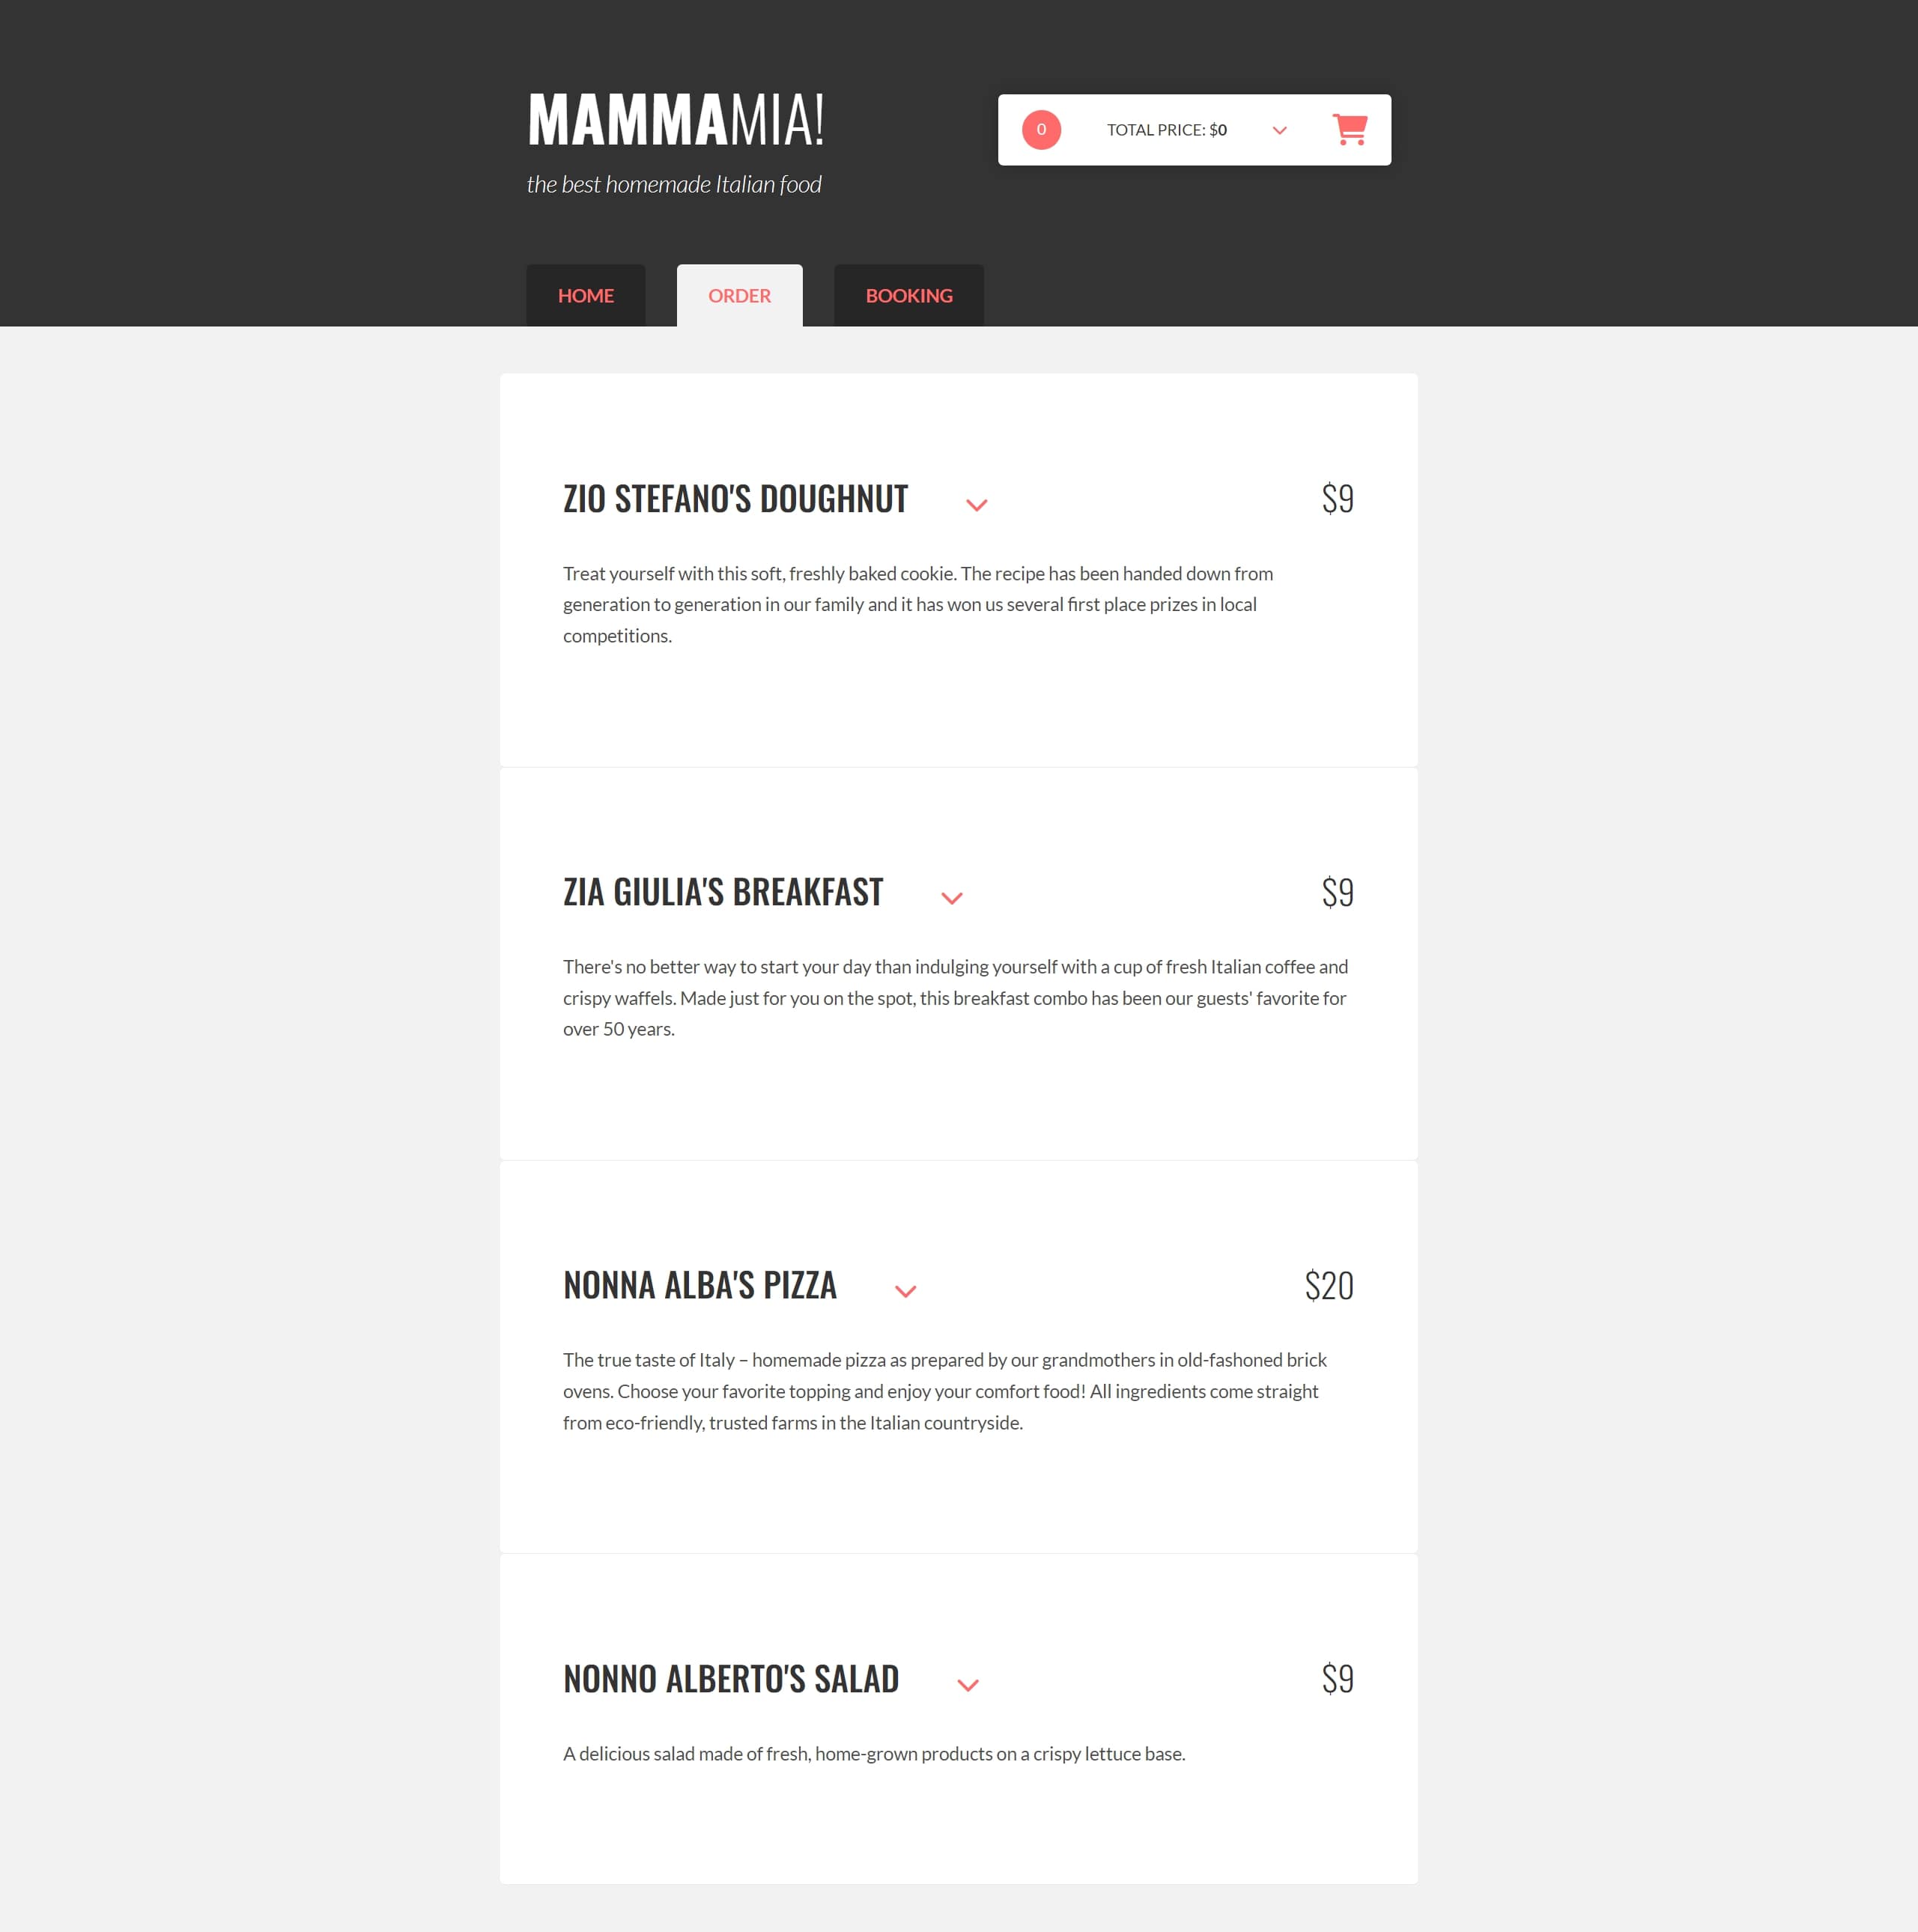 MAMMAMIA!
the best homemade Italian food
0
TOTAL PRICE: $0
HOME
ORDER
BOOKING
ZIO STEFANO'S DOUGHNUT
$9
Treat yourself with this soft, freshly baked cookie. The recipe has been handed down from
generation to generation in our family and it has won us several first place prizes in local
competitions.
ZIA GIULIA'S BREAKFAST
$9
There's no better way to start your day than indulging yourself with a cup of fresh Italian coffee and
crispy waffels. Made just for you on the spot, this breakfast combo has been our guests' favorite for
over 50 years.
NONNA ALBA'S PIZZA
$20
The true taste of Italy – homemade pizza as prepared by our grandmothers in old-fashoned brick
ovens. Choose your favorite topping and enjoy your comfort food! All ingredients come straight
from eco-friendly, trusted farms in the Italian countryside.
NONNO ALBERTO'S SALAD
$9
A delicious salad made of fresh, home-grown products on a crispy lettuce base.